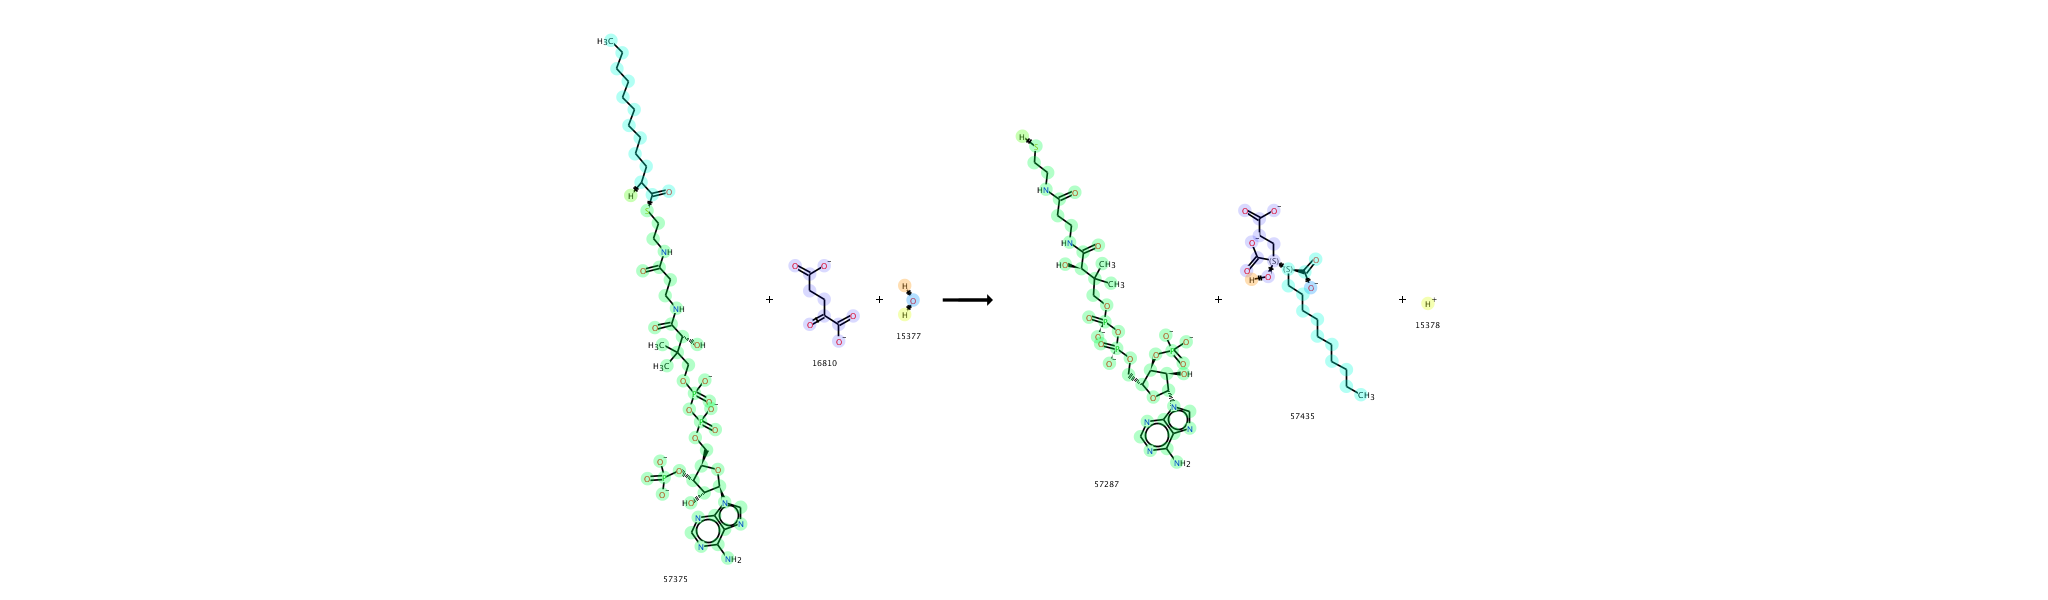 H3C
H
O
S
NH
O
NH
O
OH
H3C
H3C
O
O−
P
O
O
O−
P
O
O
O−
O
P
O
O−
O
HO
N
N
N
N
NH2
57375
+
O
O−
O
O
O−
16810
+
H
O
H
15377
H
S
HN
O
HN
O
HO
CH3
CH3
O
O
P
O
O−
O
P
O−
O
O−
O−
P
O
O
OH
O
N
N
N
N
NH2
57287
+
O
O−
O−
O
(S)
O
H
(S)
O
O−
CH3
57435
+
H+
15378